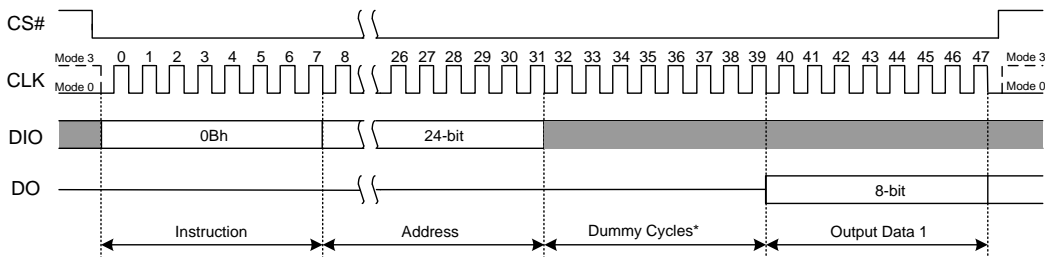 CS#
0 1 2 3 4 5 6 7 8 26 27 28 29 30 31 32 33 34 35 36 37 38 39 40 41 42 43 44 45 46 47
Mode 3
Mode 3
CLK
Mode 0
Mode 0
DIO
0Bh
24-bit
DO
8-bit
Instruction
Address
Dummy Cycles*
Output Data 1